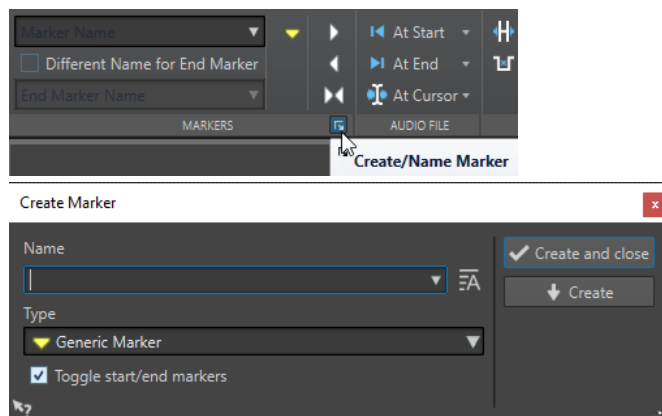 Marker Name
At Start
Different Name for End Marker
At End
End Marker Name
At Cursor
MARKERS
AUDIO FILE
Create/Name Marker
Create Marker
x
Name
Create and close
A
Create
Type
Generic Marker
Toggle start/end markers
?